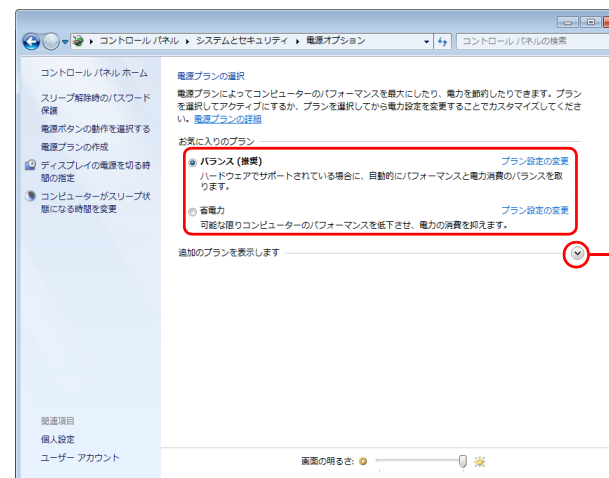 コントロール パネル ▸ システムとセキュリティ ▸ 電源オプション
コントロール パネルの検索
コントロール パネル ホーム
スリープ解除時のパスワード
保護
電源ボタンの動作を選択する
電源プランの作成
ディスプレイの電源を切る時
間の指定
コンピューターがスリープ状
態になる時間を変更
関連項目
個人設定
ユーザー アカウント
電源プランの選択
電源プランによってコンピューターのパフォーマンスを最大にしたり、電力を節約したりできます。プラン
を選択してアクティブにするか、プランを選択してから電力設定を変更することでカスタマイズしてくださ
い。電源プランの詳細
お気に入りのプラン
バランス (推奨) プラン設定の変更
ハードウェアでサポートされている場合に、自動的にパフォーマンスと電力消費のバランスを取
ります。
省電力 プラン設定の変更
可能な限りコンピューターのパフォーマンスを低下させ、電力の消費を抑えます。
追加のプランを表示します
画面の明るさ: